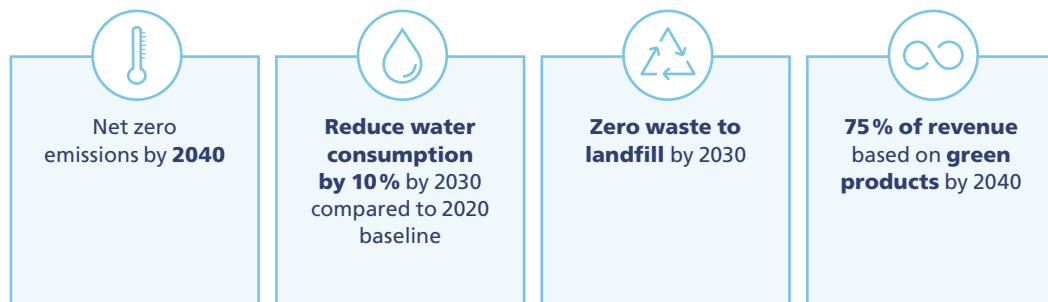 Net zero
emissions by 2040
Reduce water
consumption
by 10% by 2030
compared to 2020
baseline
Zero waste to
landfill by 2030
75% of revenue
based on green
products by 2040